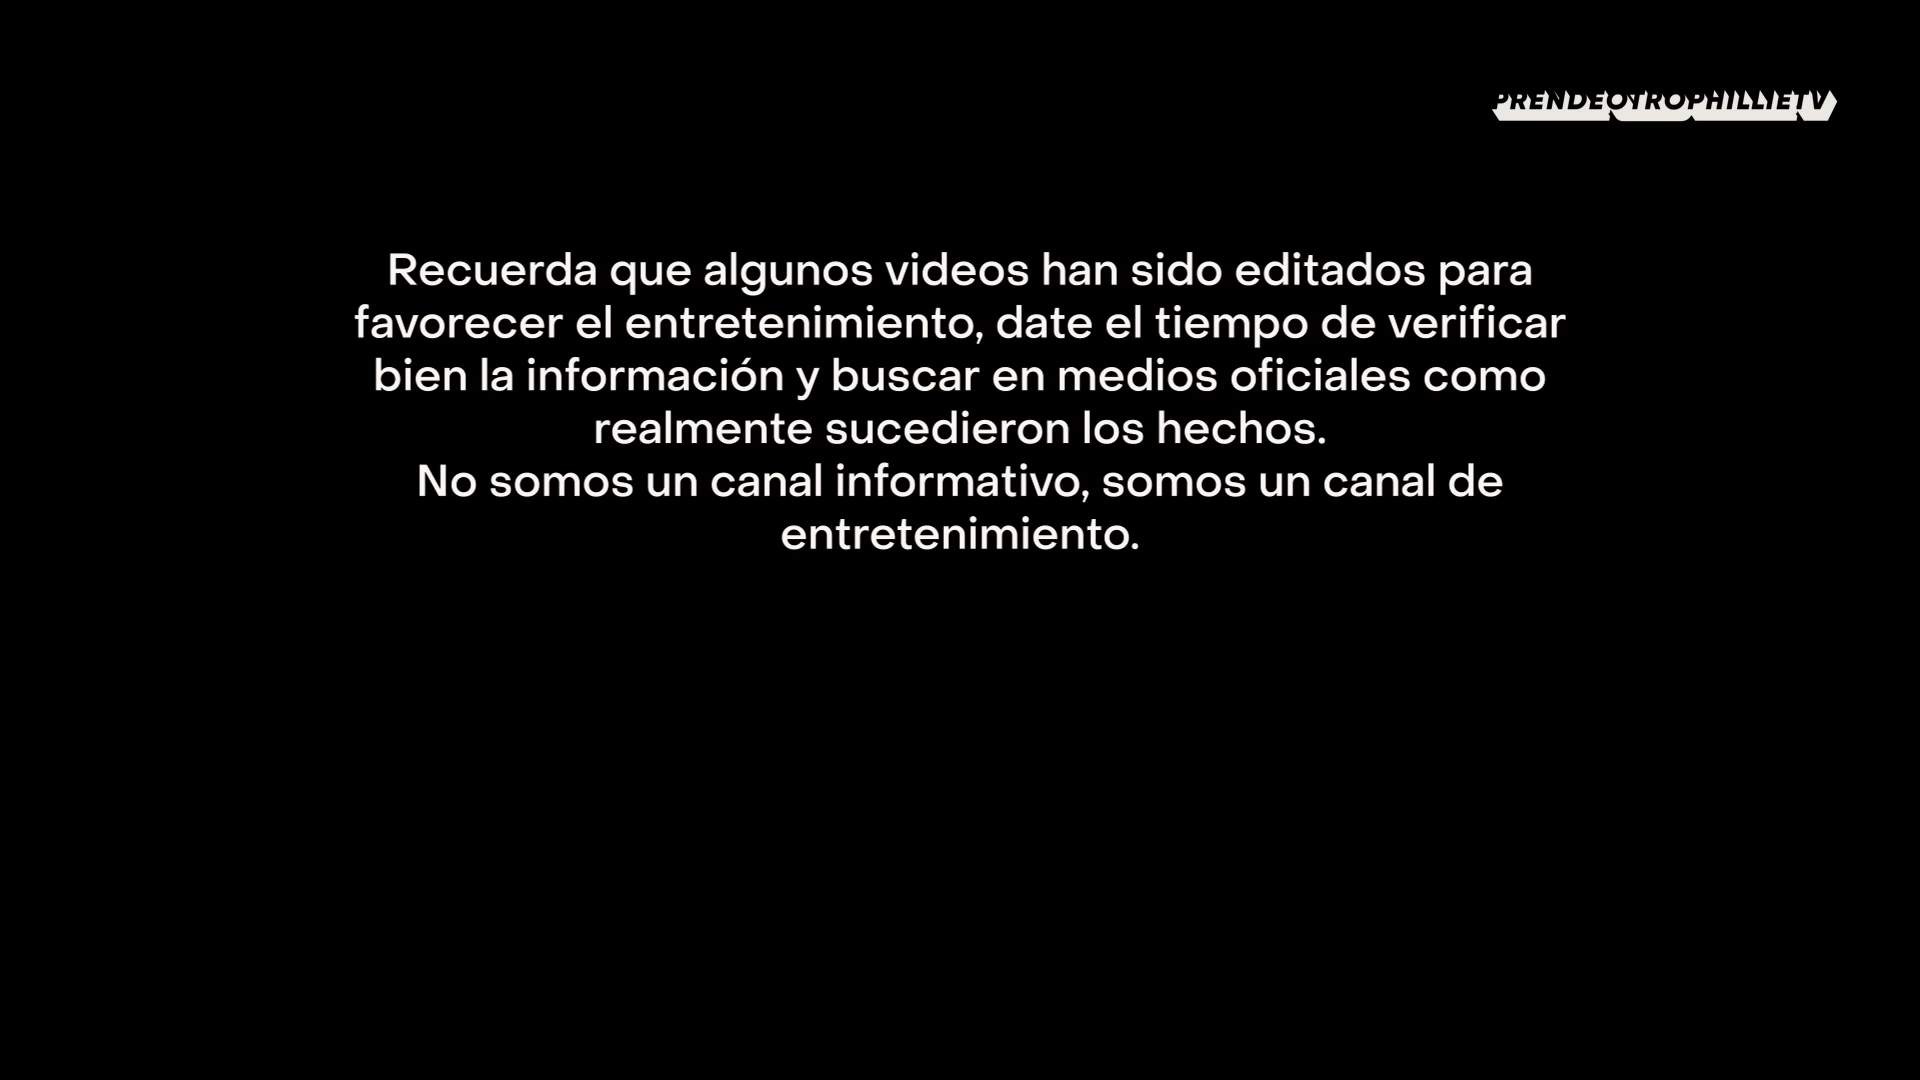 PRENDEOTROPHILLIETV
Recuerda que algunos videos han sido editados para
favorecer el entretenimiento, date el tiempo de verificar
bien la información y buscar en medios oficiales como
realmente sucedieron los hechos.
No somos un canal informativo, somos un canal de
entretenimiento.